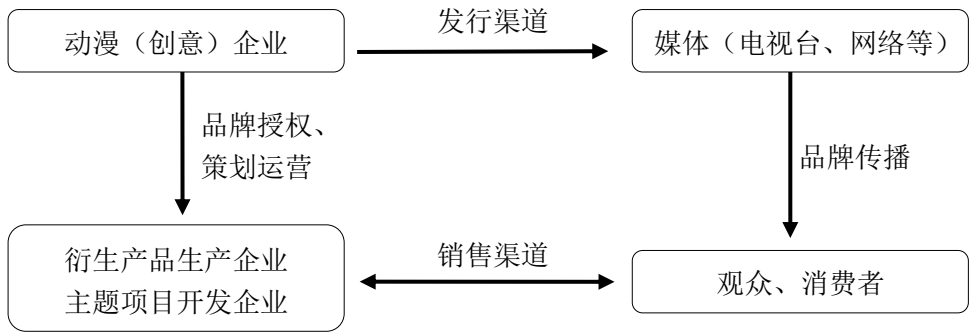 动漫（创意）企业
发行渠道
媒体（电视台、网络等）
品牌授权、
策划运营
品牌传播
衍生产品生产企业
主题项目开发企业
销售渠道
观众、消费者